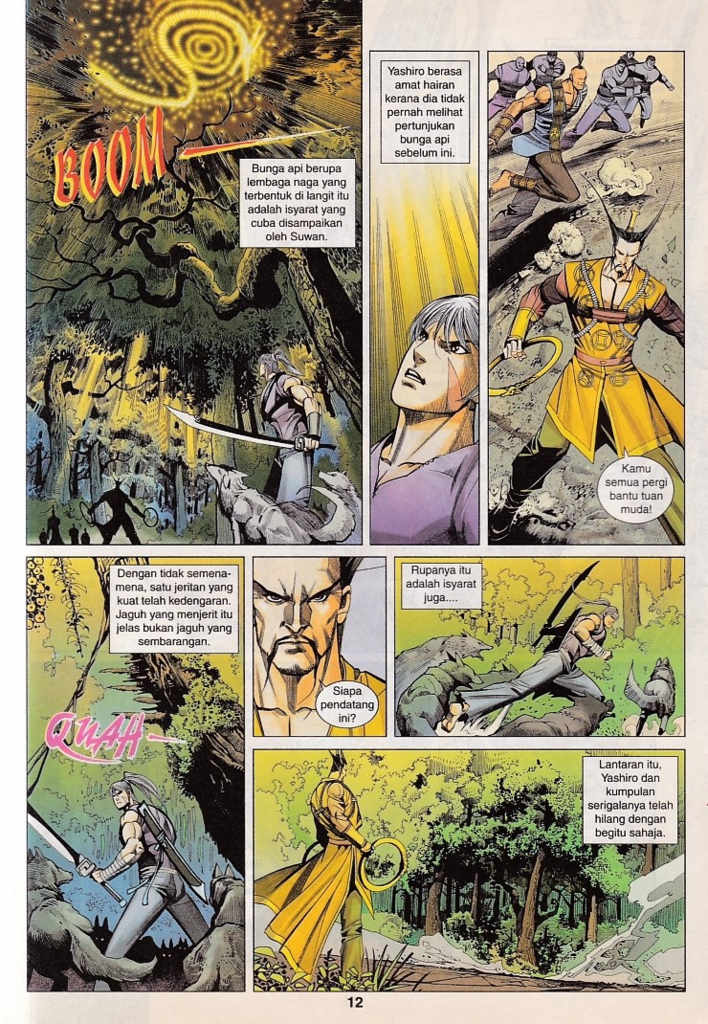 BOOM
Bunga api berupa
lembaga naga yang
terbentuk di langit itu
adalah isyarat yang
cuba disampaikan
oleh Suwan.
Yashiro berasa
amat hairan
kerana dia tidak
pernah melihat
pertunjukan
bunga api
sebelum ini.
Kamu
semua pergi
bantu tuan
muda!
Dengan tidak semena-
mena, satu jeritan yang
kuat telah kedengaran.
Jaguh yang menjerit itu
jelas bukan jaguh yang
sembarangan.
QUAH
Siapa
pendatang
ini?
Rupanya itu
adalah isyarat
juga....
Lantaran itu,
Yashiro dan
kumpulan
serigalanya telah
hilang dengan
begitu sahaja.
12